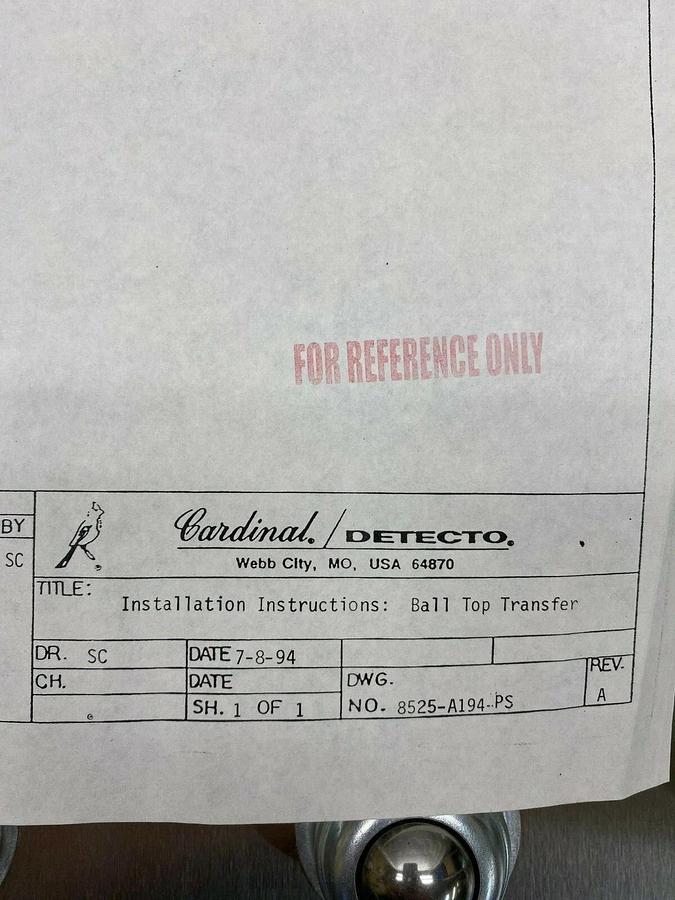 FOR REFERENCE ONLY
BY
SC
Cardinal. / DETECTO.
Webb City, MO, USA 64870
TITLE:
Installation Instructions: Ball Top Transfer
DR. SC DATE 7-8-94
CH. DATE DWG. REV.
SH. 1 OF 1 NO. 8525-A194-PS A